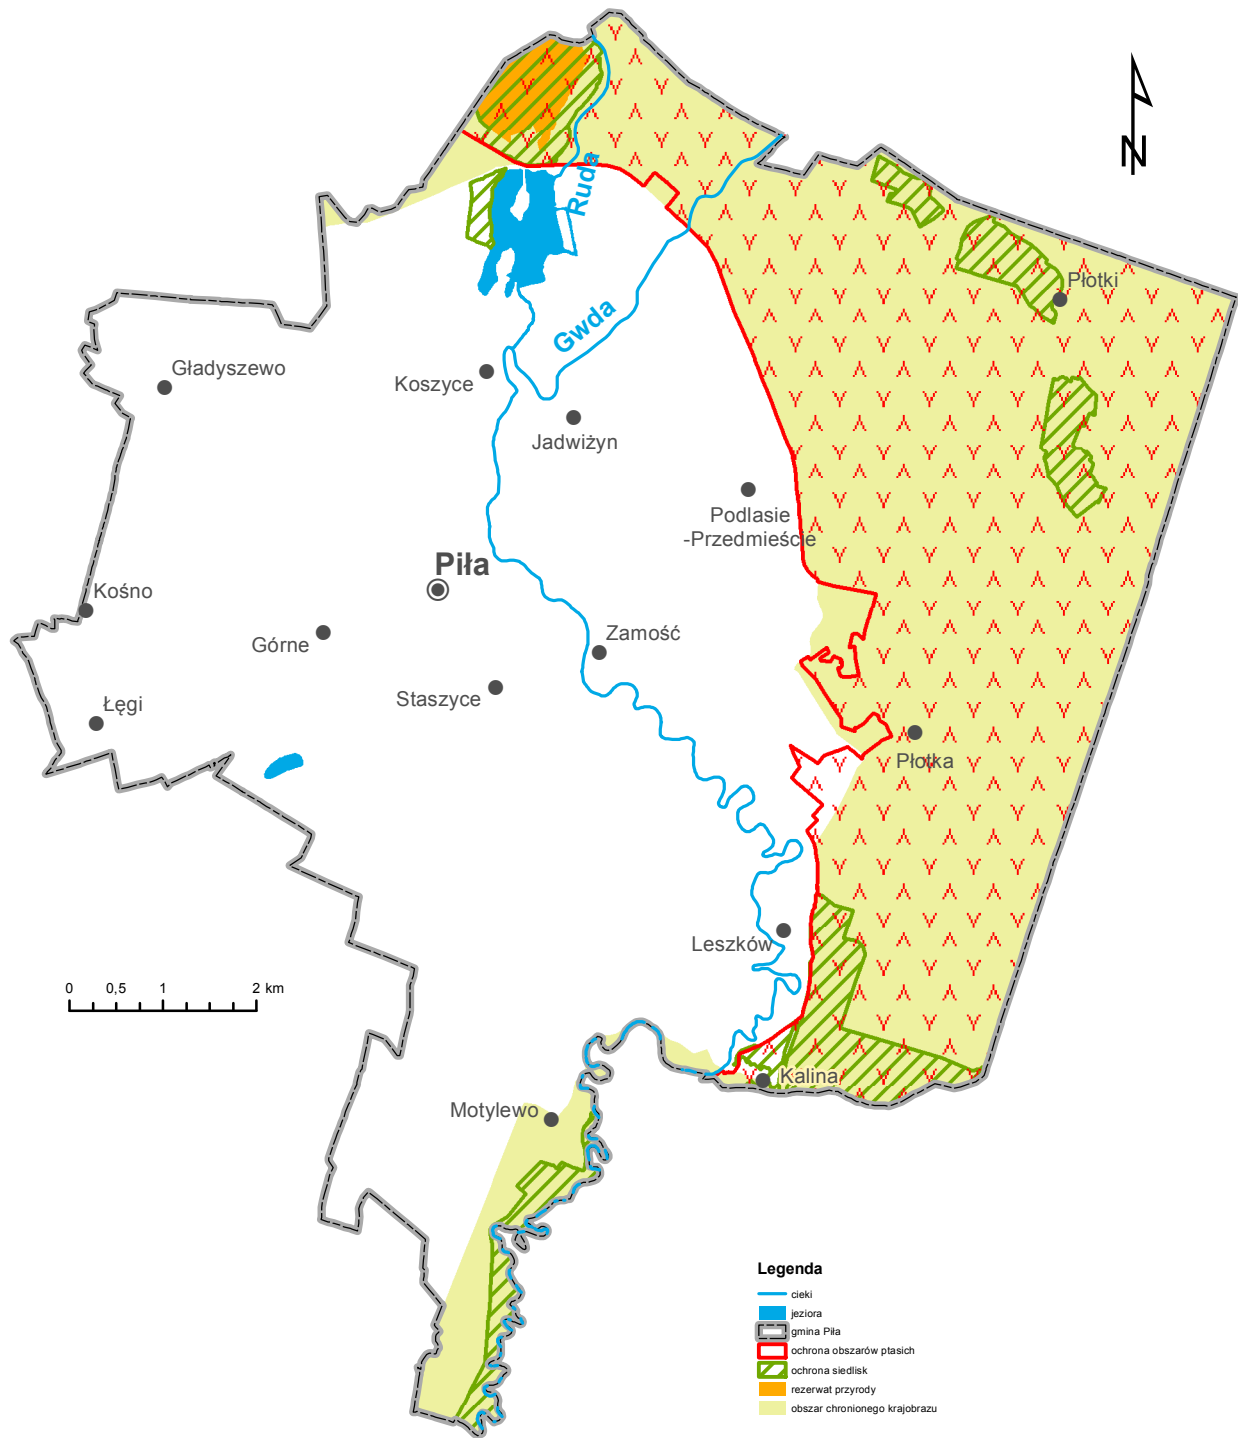 N
Ruda
Płotki
Gwda
Gładyszewo
Koszyce
Jadwiżyn
Podlasie
-Przedmieście
Piła
Kośno
Górne
Zamość
Staszyce
Łęgi
Płotka
Leszków
0 0,5 1 2 km
Kalina
Motylewo
Legenda
cieki
jeziora
gmina Piła
ochrona obszarów ptasich
ochrona siedlisk
rezerwat przyrody
obszar chronionego krajobrazu